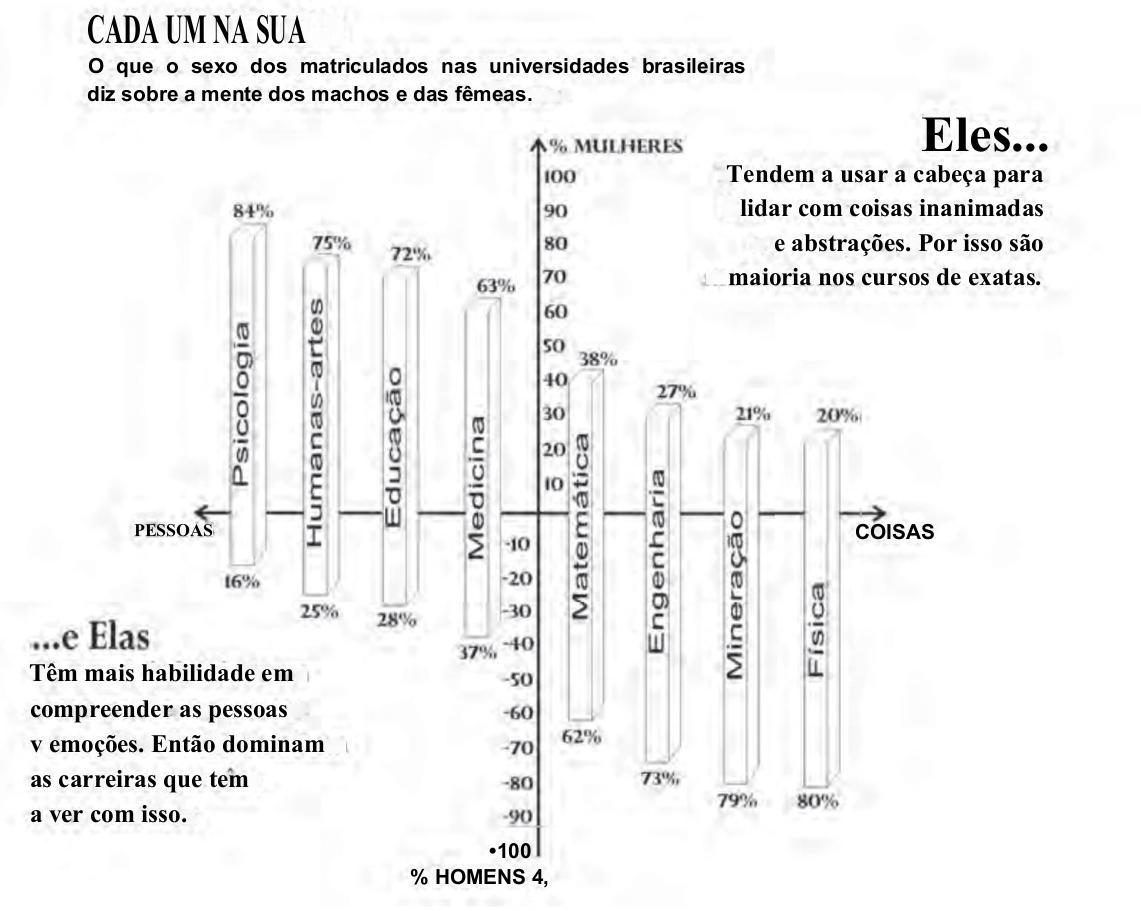 CADA UM NA SUA
O que o sexo dos matriculados nas universidades brasileiras
diz sobre a mente dos machos e das fêmeas.
Eles...
Tendem a usar a cabeça para
lidar com coisas inanimadas
e abstrações. Por isso são
maioria nos cursos de exatas.
% MULHERES
100
90
80
70
60
50
40
30
20
10
-10
-20
-30
-40
-50
-60
-70
-80
-90
•100
% HOMENS 4,
PESSOAS
COISAS
84%
Psicologia
16%
75%
Humanas-artes
25%
72%
Educação
28%
63%
Medicina
37%
38%
Matemática
62%
27%
Engenharia
73%
21%
Mineração
79%
20%
Física
80%
...e Elas
Têm mais habilidade em
compreender as pessoas
v emoções. Então dominam
as carreiras que têm
a ver com isso.